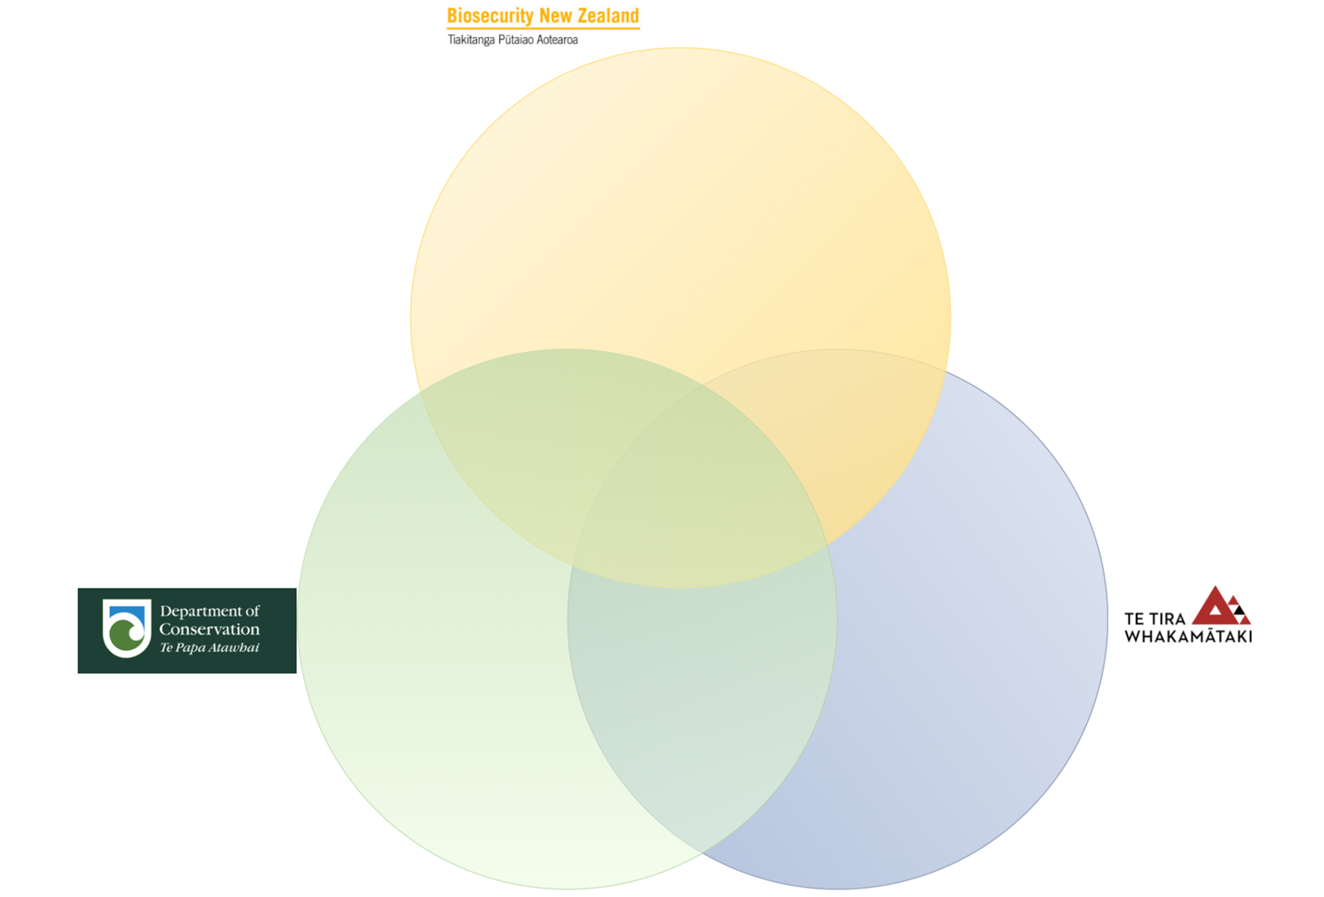 Biosecurity New Zealand
Tiakitanga Pūtaiao Aotearoa
Department of
Conservation
Te Papa Atawhai
TE TIRA
WHAKAMĀTAKI